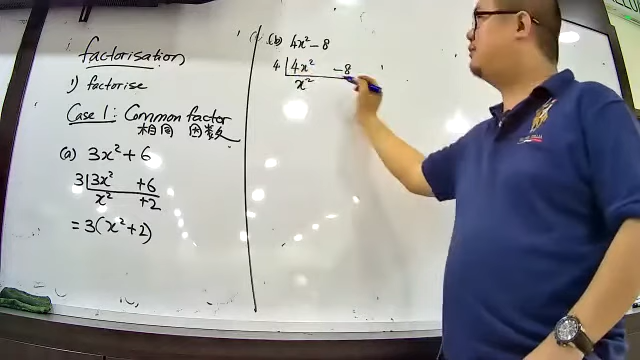 factorisation
1) factorise
Case 1: Common factor
相同 因数
(a) 3x² + 6
3 | 3x² + 6
x² + 2
= 3(x² + 2)
(b) 4x² - 8
4 | 4x² - 8
x²